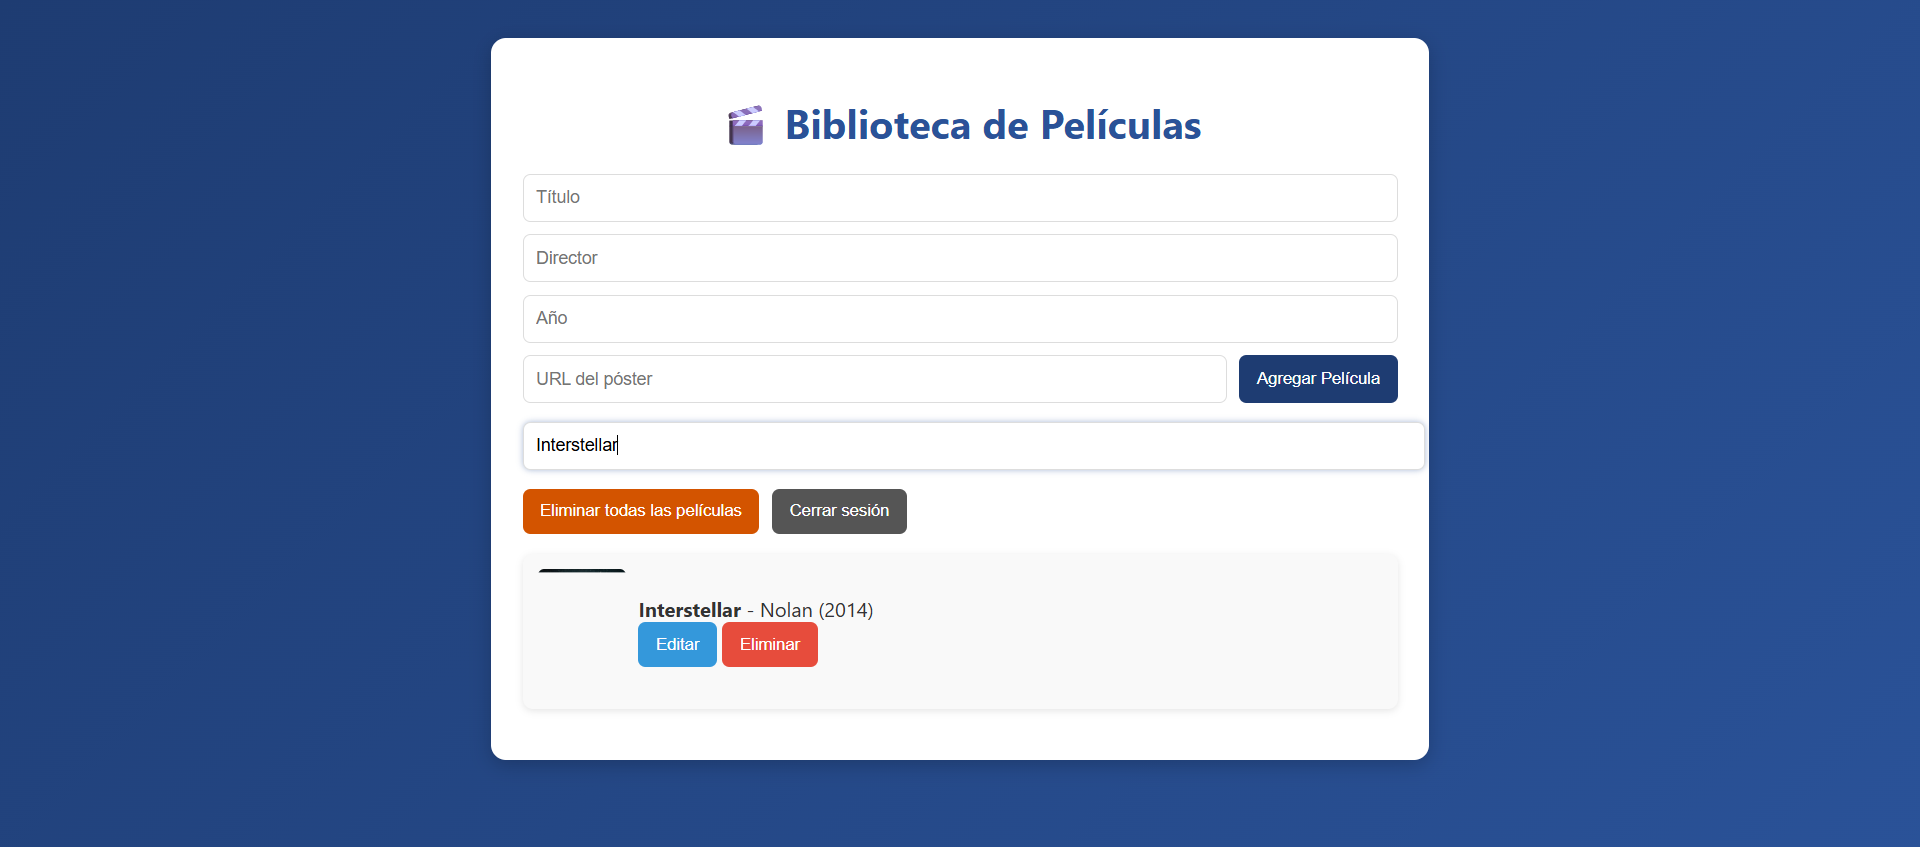 Biblioteca de Películas
Título
Director
Año
URL del póster
Agregar Película
Interstellar
Eliminar todas las películas
Cerrar sesión
Interstellar - Nolan (2014)
Editar
Eliminar